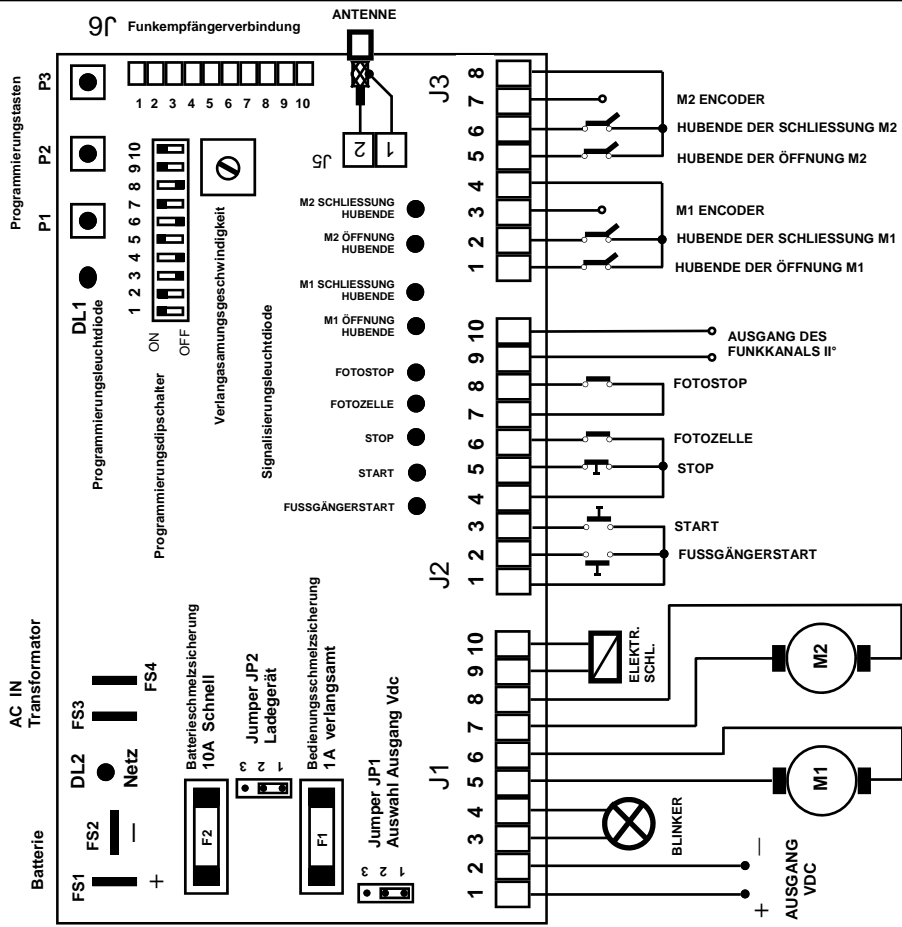 J6 Funkempfängerverbindung
ANTENNE
Programmierungstasten
P1 P2 P3
DL1
Programmierungsleuchtdiode
1 2 3 4 5 6 7 8 9 10
1 2 3 4 5 6 7 8 9 10
ON
OFF
Programmierungsdipschalter
Verlangasamungsgeschwindigkeit
Signalisierungsleuchtdiode
J5
2
1
M2 SCHLIESSUNG
HUBENDE
M2 ÖFFNUNG
HUBENDE
M1 SCHLIESSUNG
HUBENDE
M1 ÖFFNUNG
HUBENDE
FOTOSTOP
FOTOZELLE
STOP
START
FUSSGÄNGERSTART
J3
8
7
6
5
4
3
2
1
M2 ENCODER
HUBENDE DER SCHLIESSUNG M2
HUBENDE DER ÖFFNUNG M2
M1 ENCODER
HUBENDE DER SCHLIESSUNG M1
HUBENDE DER ÖFFNUNG M1
J2
10
9
8
7
6
5
4
3
2
1
AUSGANG DES
FUNKKANALS II°
FOTOSTOP
FOTOZELLE
STOP
START
FUSSGÄNGERSTART
AC IN
Transformator
FS3
FS4
DL2
Netz
Batterie
FS1
FS2
+
–
Batterieschmelzsicherung
10A Schnell
F2
Jumper JP2
Ladegerät
1 2 3
Bedienungsschmelzsicherung
1A verlangsamt
F1
Jumper JP1
Auswahl Ausgang Vdc
1 2 3
J1
10
9
8
7
6
5
4
3
2
1
ELEKTR.
SCHL.
M2
M1
BLINKER
+ –
AUSGANG
VDC